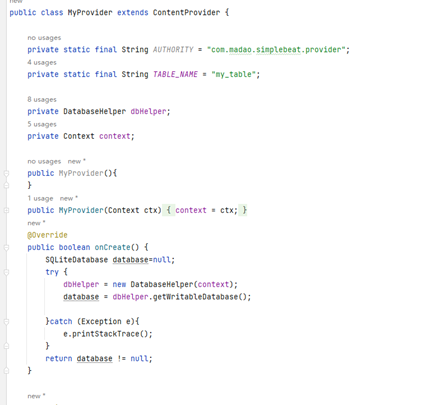 new
public class MyProvider extends ContentProvider {
no usages
private static final String AUTHORITY = "com.madao.simplebeat.provider";
4 usages
private static final String TABLE_NAME = "my_table";
8 usages
private DatabaseHelper dbHelper;
5 usages
private Context context;
no usages new *
public MyProvider(){
}
1 usage new *
public MyProvider(Context ctx) { context = ctx; }
new *
@Override
public boolean onCreate() {
SQLiteDatabase database=null;
try {
dbHelper = new DatabaseHelper(context);
database = dbHelper.getWritableDatabase();
}catch (Exception e){
e.printStackTrace();
}
return database != null;
}
new *